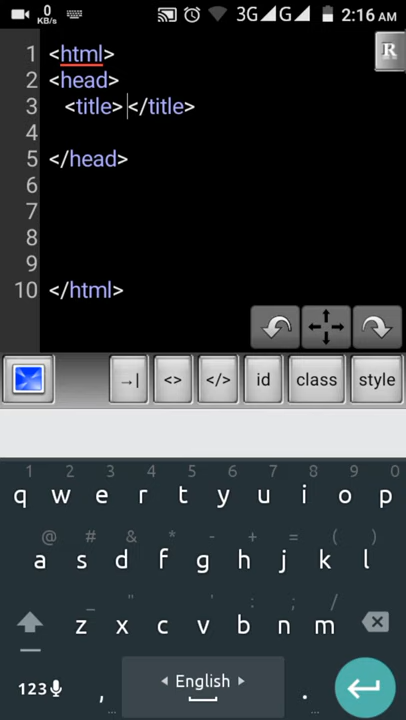 0 KB/s 3G G 2:16 AM
1 <html>
2 <head>
3 <title> </title>
4
5 </head>
6
7
8
9
10 </html>
R
→| <> </> id class style
1 2 3 4 5 6 7 8 9 0
q w e r t y u i o p
@ # & * - + = ( )
a s d f g h j k l
_ " ' : ; /
z x c v b n m
123 , English .